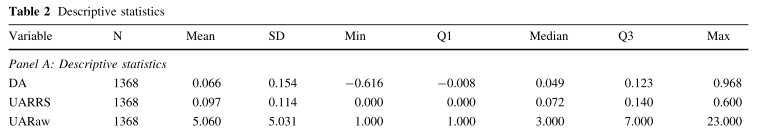 Table 2 Descriptive statistics
Variable N Mean SD Min Q1 Median Q3 Max
Panel A: Descriptive statistics
DA 1368 0.066 0.154 −0.616 −0.008 0.049 0.123 0.968
UARRS 1368 0.097 0.114 0.000 0.000 0.072 0.140 0.600
UARaw 1368 5.060 5.031 1.000 1.000 3.000 7.000 23.000